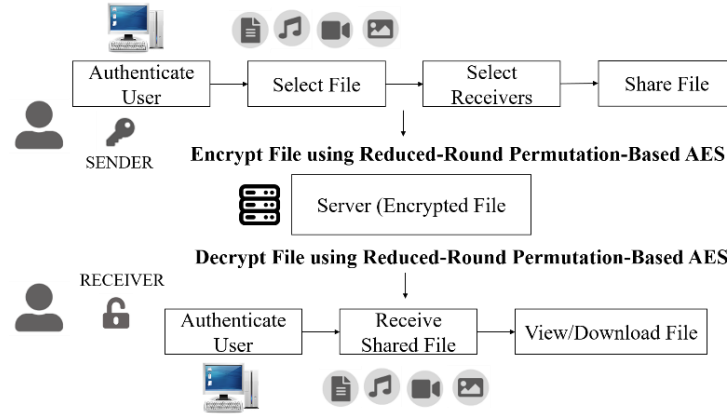 Authenticate
User
Select File
Select
Receivers
Share File
SENDER
Encrypt File using Reduced-Round Permutation-Based AES
Server (Encrypted File
Decrypt File using Reduced-Round Permutation-Based AES
RECEIVER
Authenticate
User
Receive
Shared File
View/Download File